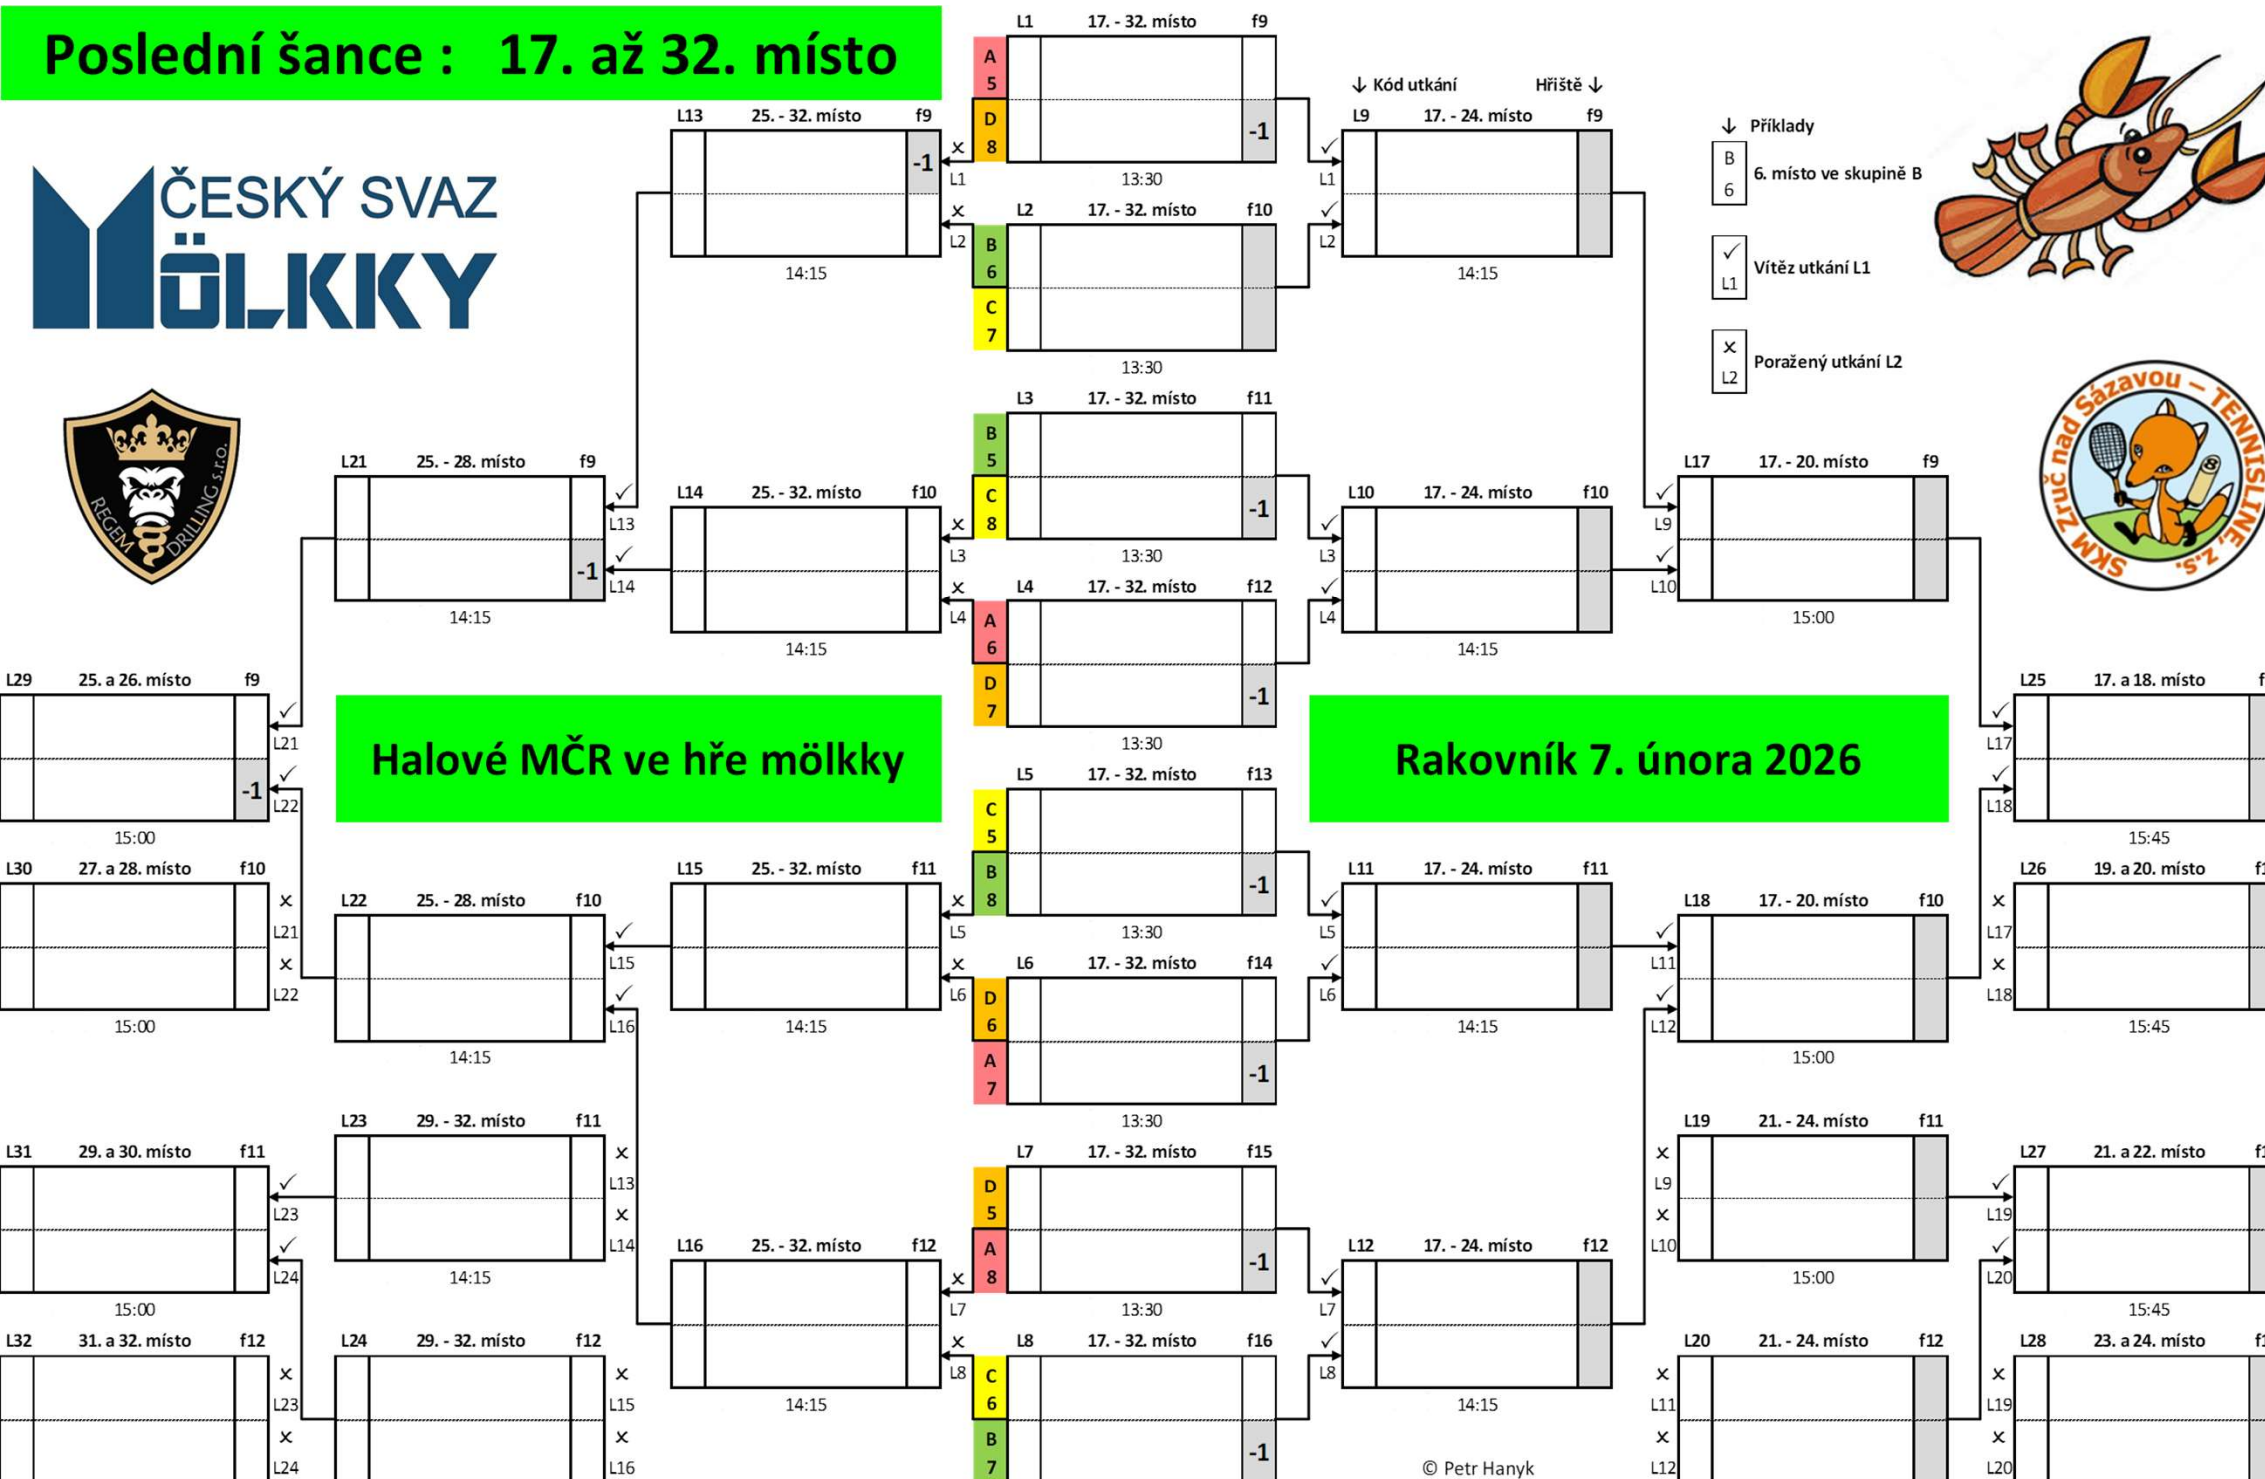 Poslední šance :   17. až 32. místo
ČESKÝ SVAZ
MÖLKKY
REGEM DRILLING s.r.o.
↓ Kód utkání
Hřiště ↓
↓ Příklady
B
6
6. místo ve skupině B
✓
L1
Vítěz utkání L1
x
L2
Poražený utkání L2
SKM Zruč nad Sázavou – TENNISLINE, z.s.
8
Halové MČR ve hře mölkky
Rakovník 7. února 2026
L1 17. - 32. místo f9
A
5
D
8
-1
13:30
L2 17. - 32. místo f10
B
6
C
7
13:30
L3 17. - 32. místo f11
B
5
C
8
-1
13:30
L4 17. - 32. místo f12
A
6
D
7
-1
13:30
L5 17. - 32. místo f13
C
5
B
8
-1
13:30
L6 17. - 32. místo f14
D
6
A
7
-1
13:30
L7 17. - 32. místo f15
D
5
A
8
-1
13:30
L8 17. - 32. místo f16
C
6
B
7
-1
L13 25. - 32. místo f9
-1
x
L1
x
L2
14:15
L14 25. - 32. místo f10
x
L3
x
L4
14:15
L15 25. - 32. místo f11
x
L5
x
L6
14:15
L16 25. - 32. místo f12
x
L7
x
L8
14:15
L21 25. - 28. místo f9
✓
L13
-1
✓
L14
14:15
L22 25. - 28. místo f10
✓
L15
✓
L16
14:15
L23 29. - 32. místo f11
x
L13
x
L14
14:15
L24 29. - 32. místo f12
x
L15
x
L16
L29 25. a 26. místo f9
✓
L21
-1
✓
L22
15:00
L30 27. a 28. místo f10
x
L21
x
L22
15:00
L31 29. a 30. místo f11
✓
L23
✓
L24
15:00
L32 31. a 32. místo f12
x
L23
x
L24
L9 17. - 24. místo f9
✓
L1
✓
L2
14:15
L10 17. - 24. místo f10
✓
L3
✓
L4
14:15
L11 17. - 24. místo f11
✓
L5
✓
L6
14:15
L12 17. - 24. místo f12
✓
L7
✓
L8
14:15
L17 17. - 20. místo f9
✓
L9
✓
L10
15:00
L18 17. - 20. místo f10
✓
L11
✓
L12
15:00
L19 21. - 24. místo f11
x
L9
x
L10
15:00
L20 21. - 24. místo f12
x
L11
x
L12
L25 17. a 18. místo
✓
L17
✓
L18
15:45
L26 19. a 20. místo
x
L17
x
L18
15:45
L27 21. a 22. místo
✓
L19
✓
L20
15:45
L28 23. a 24. místo
x
L19
x
L20
© Petr Hanyk